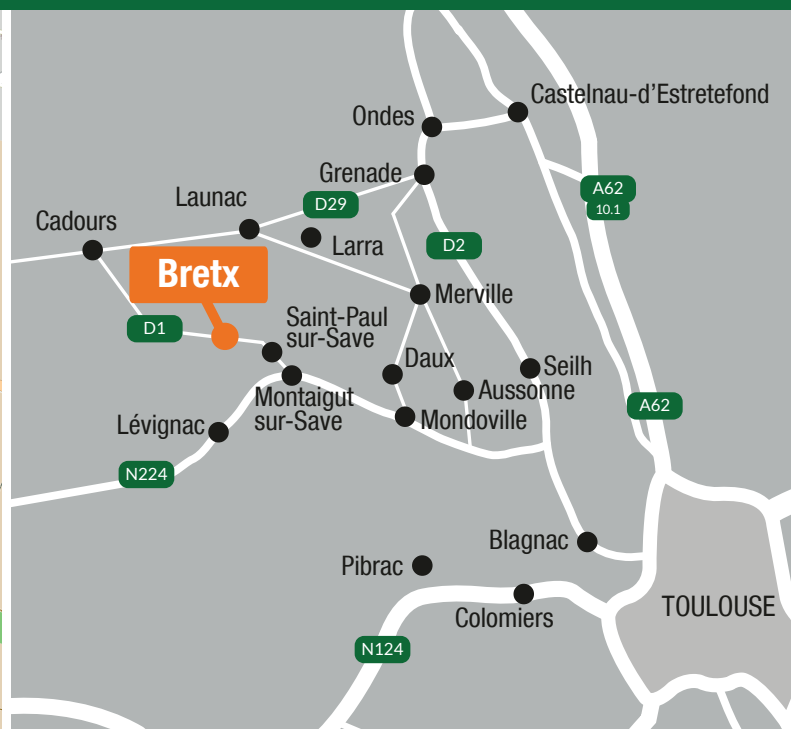 Castelnau-d'Estretefond
Ondes
Grenade
A62
10.1
Launac
D29
Cadours
Larra
D2
Bretx
Merville
Saint-Paul
sur-Save
D1
Daux
Seilh
Aussonne
Montaigut
sur-Save
A62
Lévignac
Mondoville
N224
Blagnac
Pibrac
TOULOUSE
Colomiers
N124